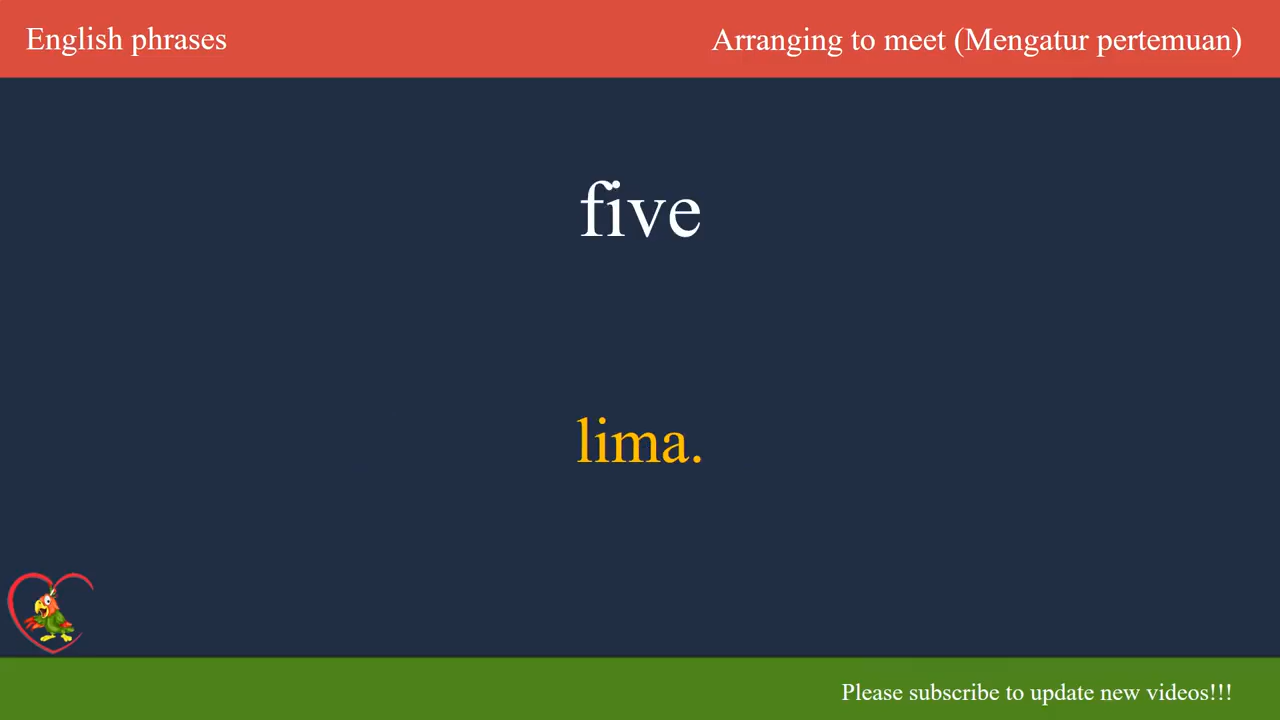 English phrases
Arranging to meet (Mengatur pertemuan)
five
lima.
Please subscribe to update new videos!!!